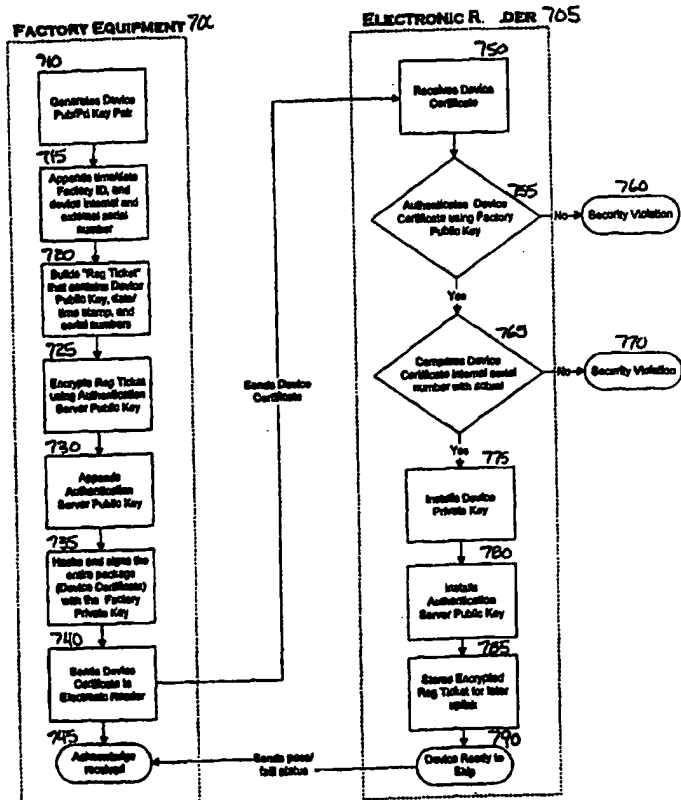 FACTORY EQUIPMENT 70
710
Generates Device
Pub/Pri Key Pair
715
Appends time/date
Factory ID, and
device internal and
external serial
number
720
Builds "Reg Ticket"
that contains Device
Public Key, date/
time stamp, and
serial numbers
725
Encrypts Reg Ticket
using Authentication
Server Public Key
730
Appends
Authentication
Server Public Key
735
Hashes and signs the
entire package
(Device Certificate)
with the Factory
Private Key
740
Sends Device
Certificate to
Electronic Reader
745
Acknowledge
received
Sends Device
Certificate
Sends pass/
fail status
ELECTRONIC R DER 705
750
Receives Device
Certificate
755
Authenticates Device
Certificate using Factory
Public Key
No
760
Security Violation
Yes
765
Compares Device
Certificate internal serial
number with actual
No
770
Security Violation
Yes
775
Installs Device
Private Key
780
Installs
Authentication
Server Public Key
785
Stores Encrypted
Reg Ticket for later
790
Device Ready to
Ship